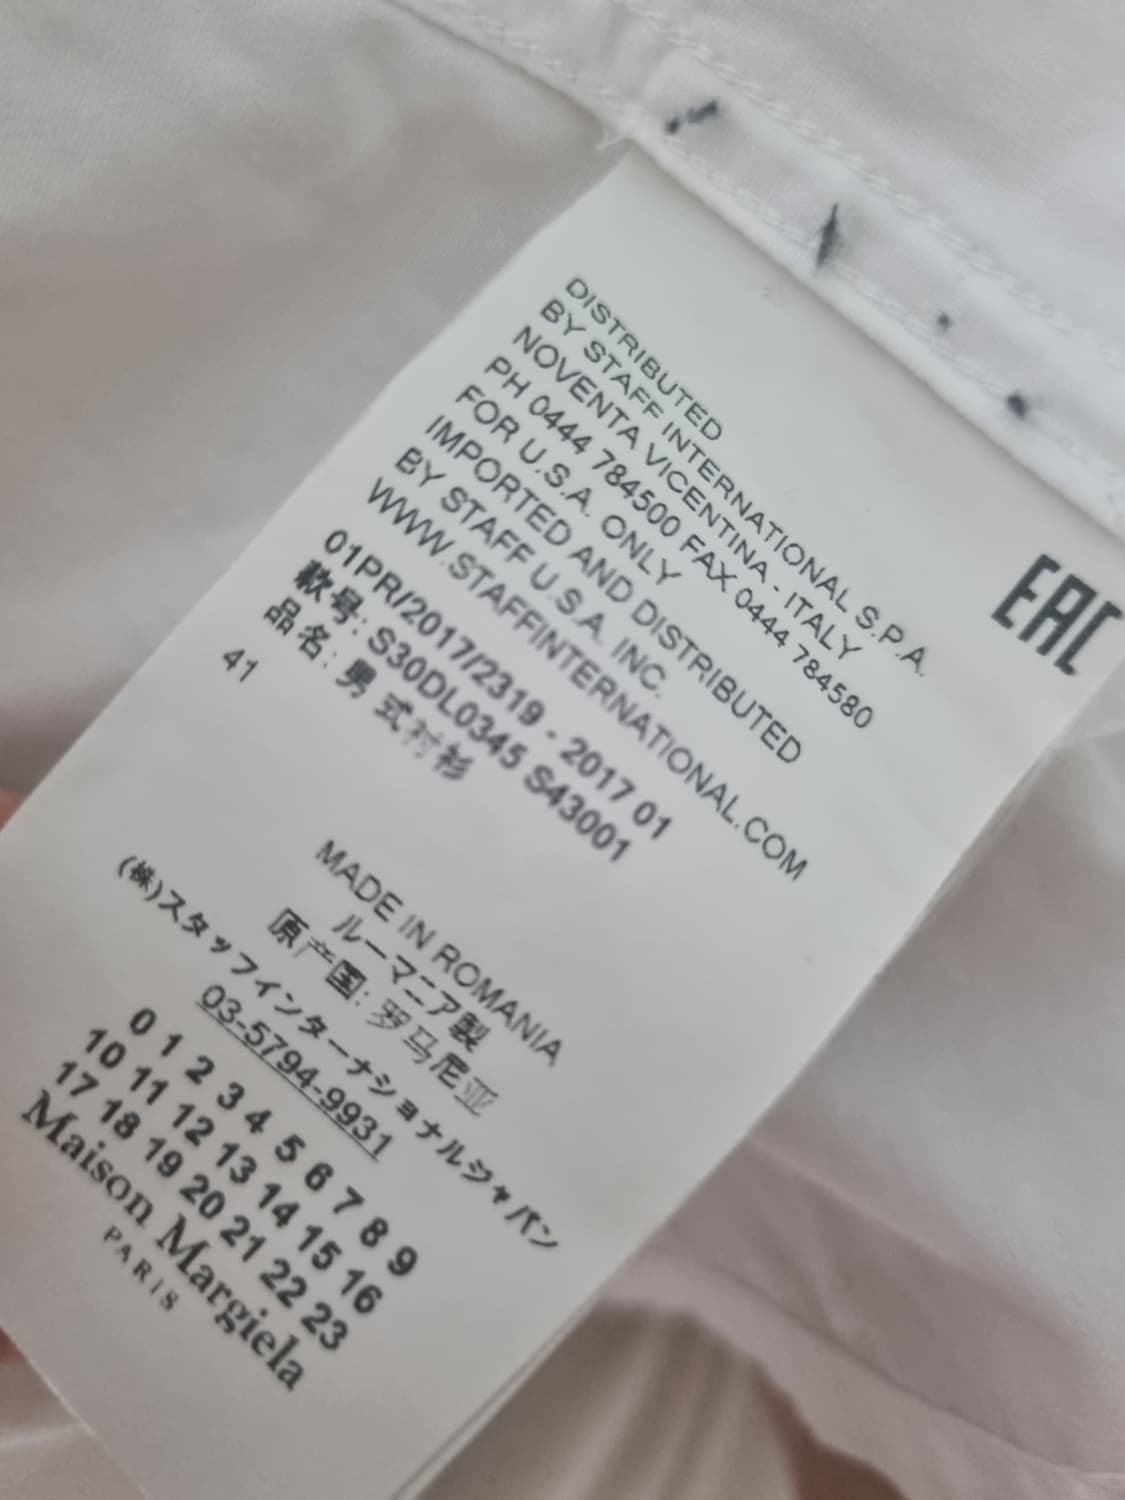 DISTRIBUTED
BY STAFF INTERNATIONAL S.P.A.
NOVENTA VICENTINA - ITALY
PH 0444 784500 FAX 0444 784580
FOR U.S.A. ONLY
IMPORTED AND DISTRIBUTED
BY STAFF U.S.A. INC.
WWW.STAFFINTERNATIONAL.COM
EAC
01PR/2017/2319 - 2017 01
款号: S30DL0345 S43001
品名: 男式衬衫
41
MADE IN ROMANIA
ルーマニア製
原产国: 罗马尼亚
(株)スタッフインターナショナルジャパン
03-5794-9931
0 1 2 3 4 5 6 7 8 9
10 11 12 13 14 15 16
17 18 19 20 21 22 23
Maison Margiela
PARIS